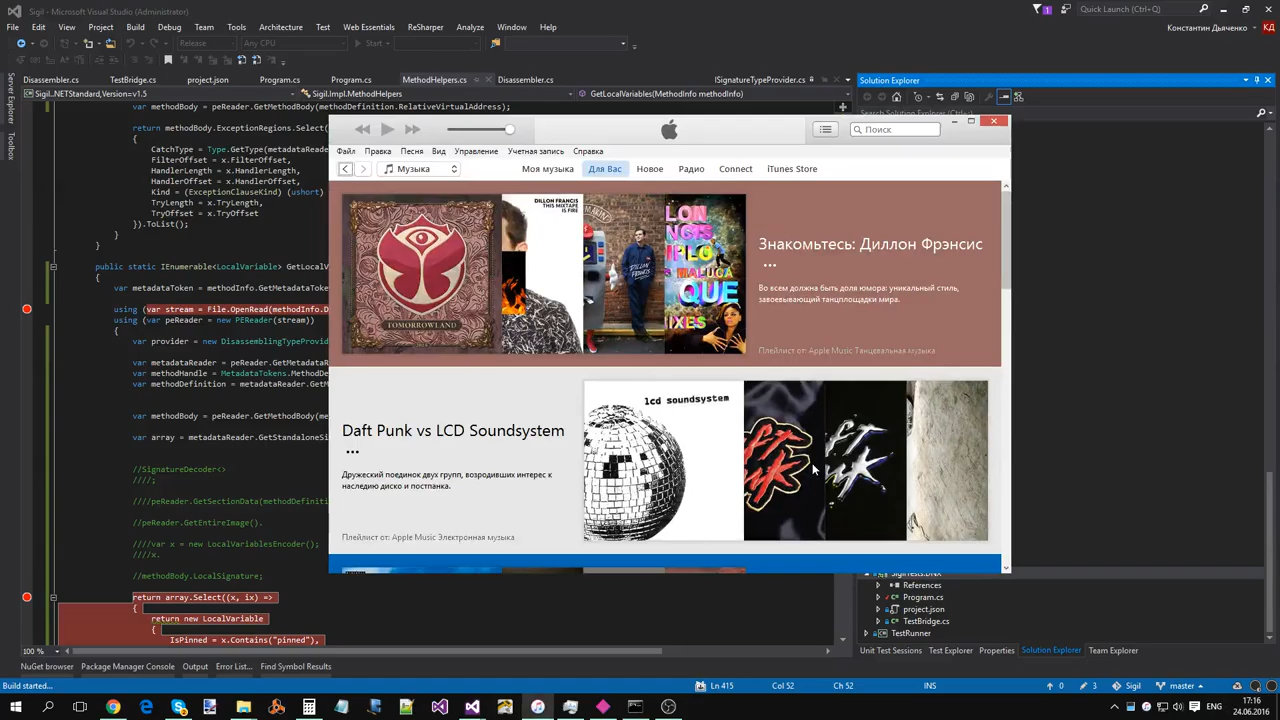 Sigil - Microsoft Visual Studio (Administrator)
1
Quick Launch (Ctrl+Q)
File Edit View Project Build Debug Team Tools Test Web Essentials ReSharper Analyze Window Help
Константин Дьяченко КД
Release Any CPU Start
Disassembler.cs TestBridge.cs project.json Program.cs Program.cs MethodHelpers.cs Disassembler.cs ISignatureTypeProvider.cs
Solution Explorer
Server Explorer
Toolbox
Sigil..NETStandard,Version=v1.5 Sigil.Impl.MethodHelpers GetLocalVariables(MethodInfo methodInfo)
var methodBody = peReader.GetMethodBody(methodDefinition.RelativeVirtualAddress);
return methodBody.ExceptionRegions.Select(
{
CatchType = Type.GetType(metadataReade
FilterOffset = x.FilterOffset,
HandlerLength = x.HandlerLength,
HandlerOffset = x.HandlerOffset,
Kind = (ExceptionClauseKind) (ushort)
TryLength = x.TryLength,
TryOffset = x.TryOffset
}).ToList();
}
}
public static IEnumerable<LocalVariable> GetLocalV
{
var metadataToken = methodInfo.GetMetadataToke
using (var stream = File.OpenRead(methodInfo.D
using (var peReader = new PEReader(stream))
{
var provider = new DisassemblingTypeProvid
var metadataReader = peReader.GetMetadataR
var methodHandle = MetadataTokens.MethodDe
var methodDefinition = metadataReader.GetM
var methodBody = peReader.GetMethodBody(me
var array = metadataReader.GetStandaloneSi
//SignatureDecoder<>
////;
////peReader.GetSectionData(methodDefiniti
//peReader.GetEntireImage().
////var x = new LocalVariablesEncoder();
////x.
//methodBody.LocalSignature;
return array.Select((x, ix) =>
{
return new LocalVariable
{
IsPinned = x.Contains("pinned"),
100 %
Поиск
Файл Правка Песня Вид Управление Учетная запись Справка
Музыка Моя музыка Для Вас Новое Радио Connect iTunes Store
TOMORROWLAND
DILLON FRANCIS
THIS MIXTAPE
IS FIRE
QUE
Знакомьтесь: Диллон Фрэнсис
•••
Во всем должна быть доля юмора: уникальный стиль,
завоевывающий танцплощадки мира.
Плейлист от: Apple Music Танцевальная музыка
Daft Punk vs LCD Soundsystem
•••
Дружеский поединок двух групп, возродивших интерес к
наследию диско и постпанка.
Плейлист от: Apple Music Электронная музыка
lcd soundsystem
SigilTests.DNX
References
Program.cs
project.json
TestBridge.cs
TestRunner
Unit Test Sessions Test Explorer Properties Solution Explorer Team Explorer
NuGet browser Package Manager Console Output Error List... Find Symbol Results
Build started... Ln 415 Col 52 Ch 52 INS 0 3 Sigil master
ENG
17:16
24.06.2016